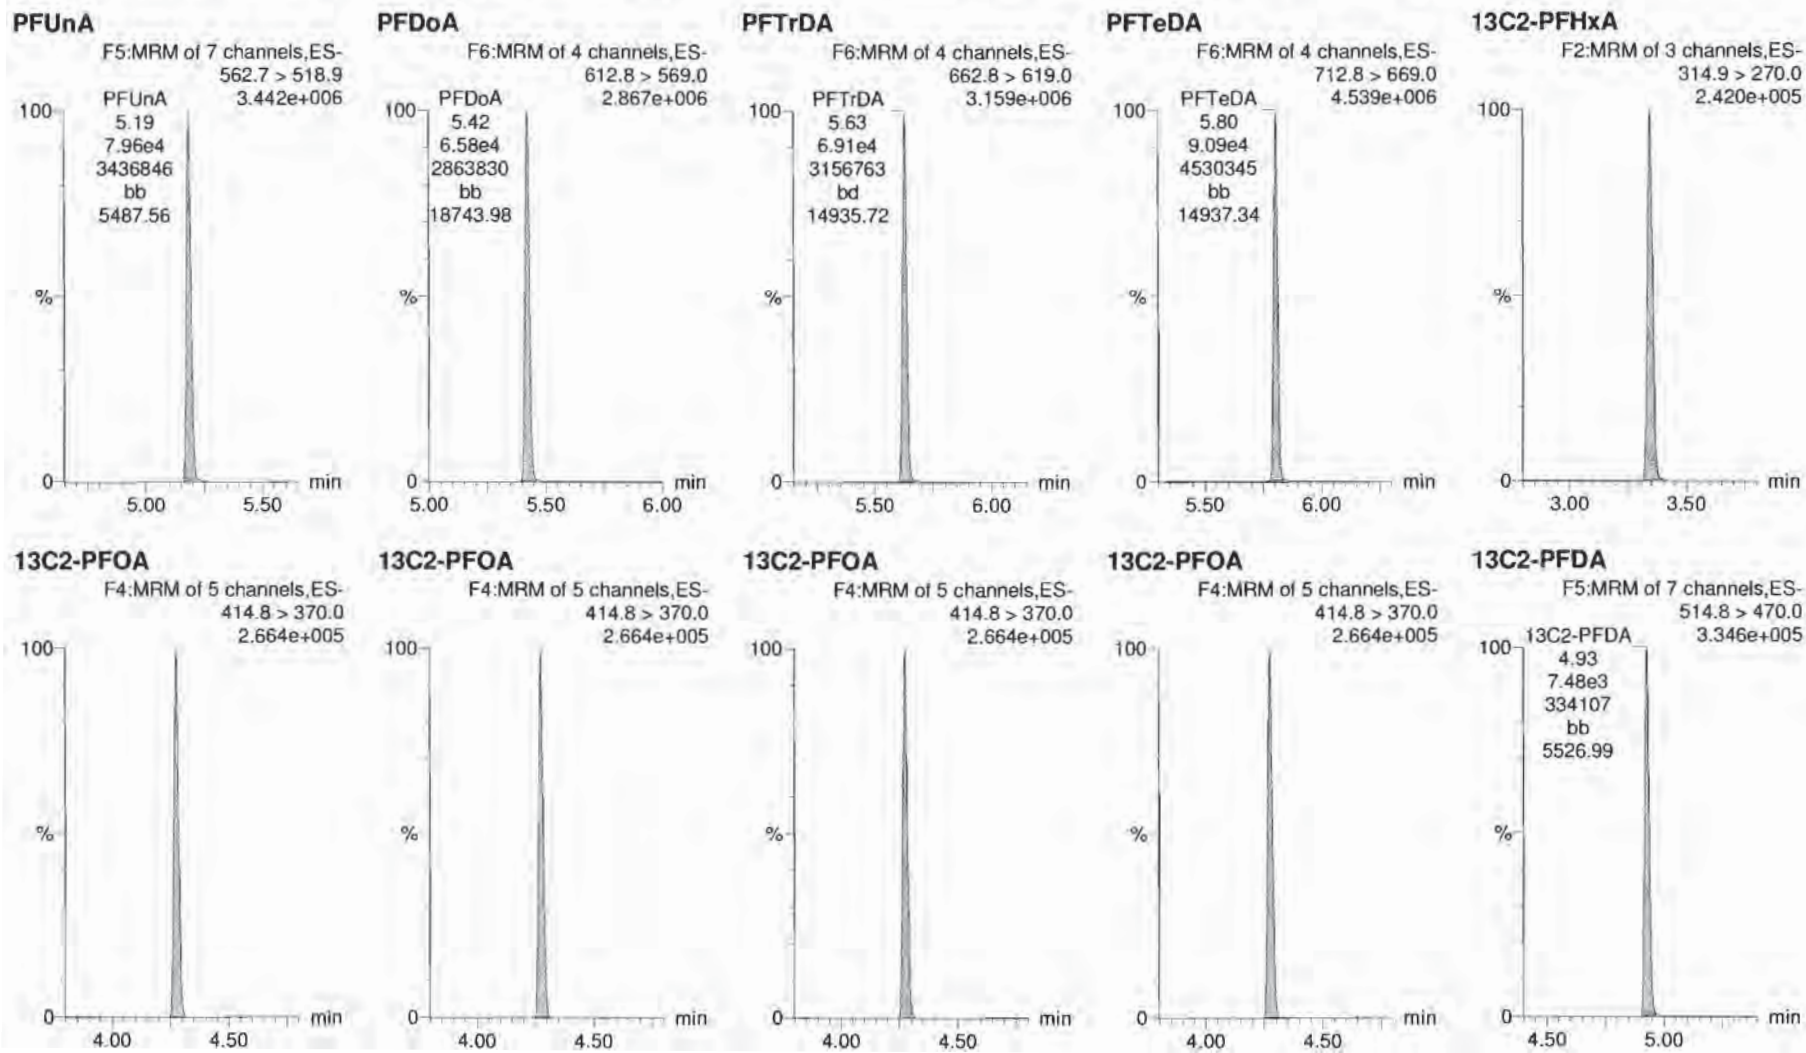 PFUnA
F5:MRM of 7 channels,ES-
562.7 > 518.9
3.442e+006
PFUnA
5.19
7.96e4
3436846
bb
5487.56
100
%
0
5.00
5.50
min
PFDoA
F6:MRM of 4 channels,ES-
612.8 > 569.0
2.867e+006
PFDoA
5.42
6.58e4
2863830
bb
18743.98
100
%
0
5.00
5.50
6.00
min
PFTrDA
F6:MRM of 4 channels,ES-
662.8 > 619.0
3.159e+006
PFTrDA
5.63
6.91e4
3156763
bd
14935.72
100
%
0
5.50
6.00
min
PFTeDA
F6:MRM of 4 channels,ES-
712.8 > 669.0
4.539e+006
PFTeDA
5.80
9.09e4
4530345
bb
14937.34
100
%
0
5.50
6.00
min
13C2-PFHxA
F2:MRM of 3 channels,ES-
314.9 > 270.0
2.420e+005
100
%
0
3.00
3.50
min
13C2-PFOA
F4:MRM of 5 channels,ES-
414.8 > 370.0
2.664e+005
100
%
0
4.00
4.50
min
13C2-PFOA
F4:MRM of 5 channels,ES-
414.8 > 370.0
2.664e+005
100
%
0
4.00
4.50
min
13C2-PFOA
F4:MRM of 5 channels,ES-
414.8 > 370.0
2.664e+005
100
%
0
4.00
4.50
min
13C2-PFOA
F4:MRM of 5 channels,ES-
414.8 > 370.0
2.664e+005
100
%
0
4.00
4.50
min
13C2-PFDA
F5:MRM of 7 channels,ES-
514.8 > 470.0
3.346e+005
13C2-PFDA
4.93
7.48e3
334107
bb
5526.99
100
%
0
4.50
5.00
min